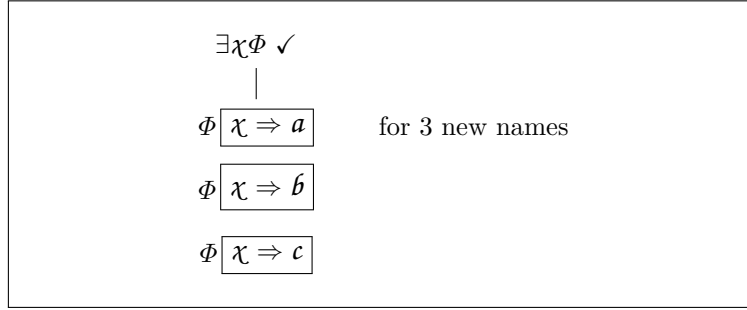 ∃χΦ ✓
Φ χ ⇒ a for 3 new names
Φ χ ⇒ b
Φ χ ⇒ c